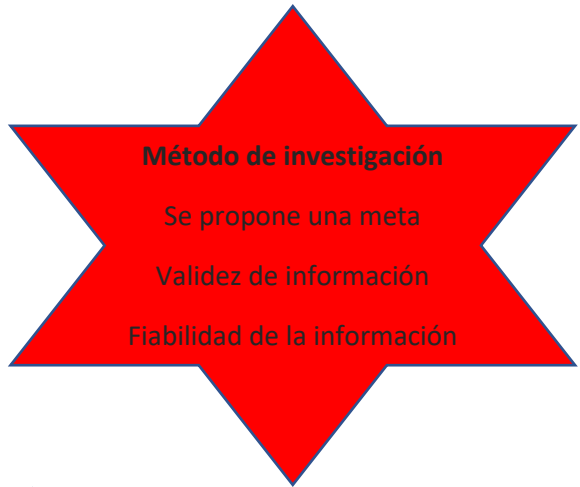 Método de investigación
Se propone una meta
Validez de información
Fiabilidad de la información